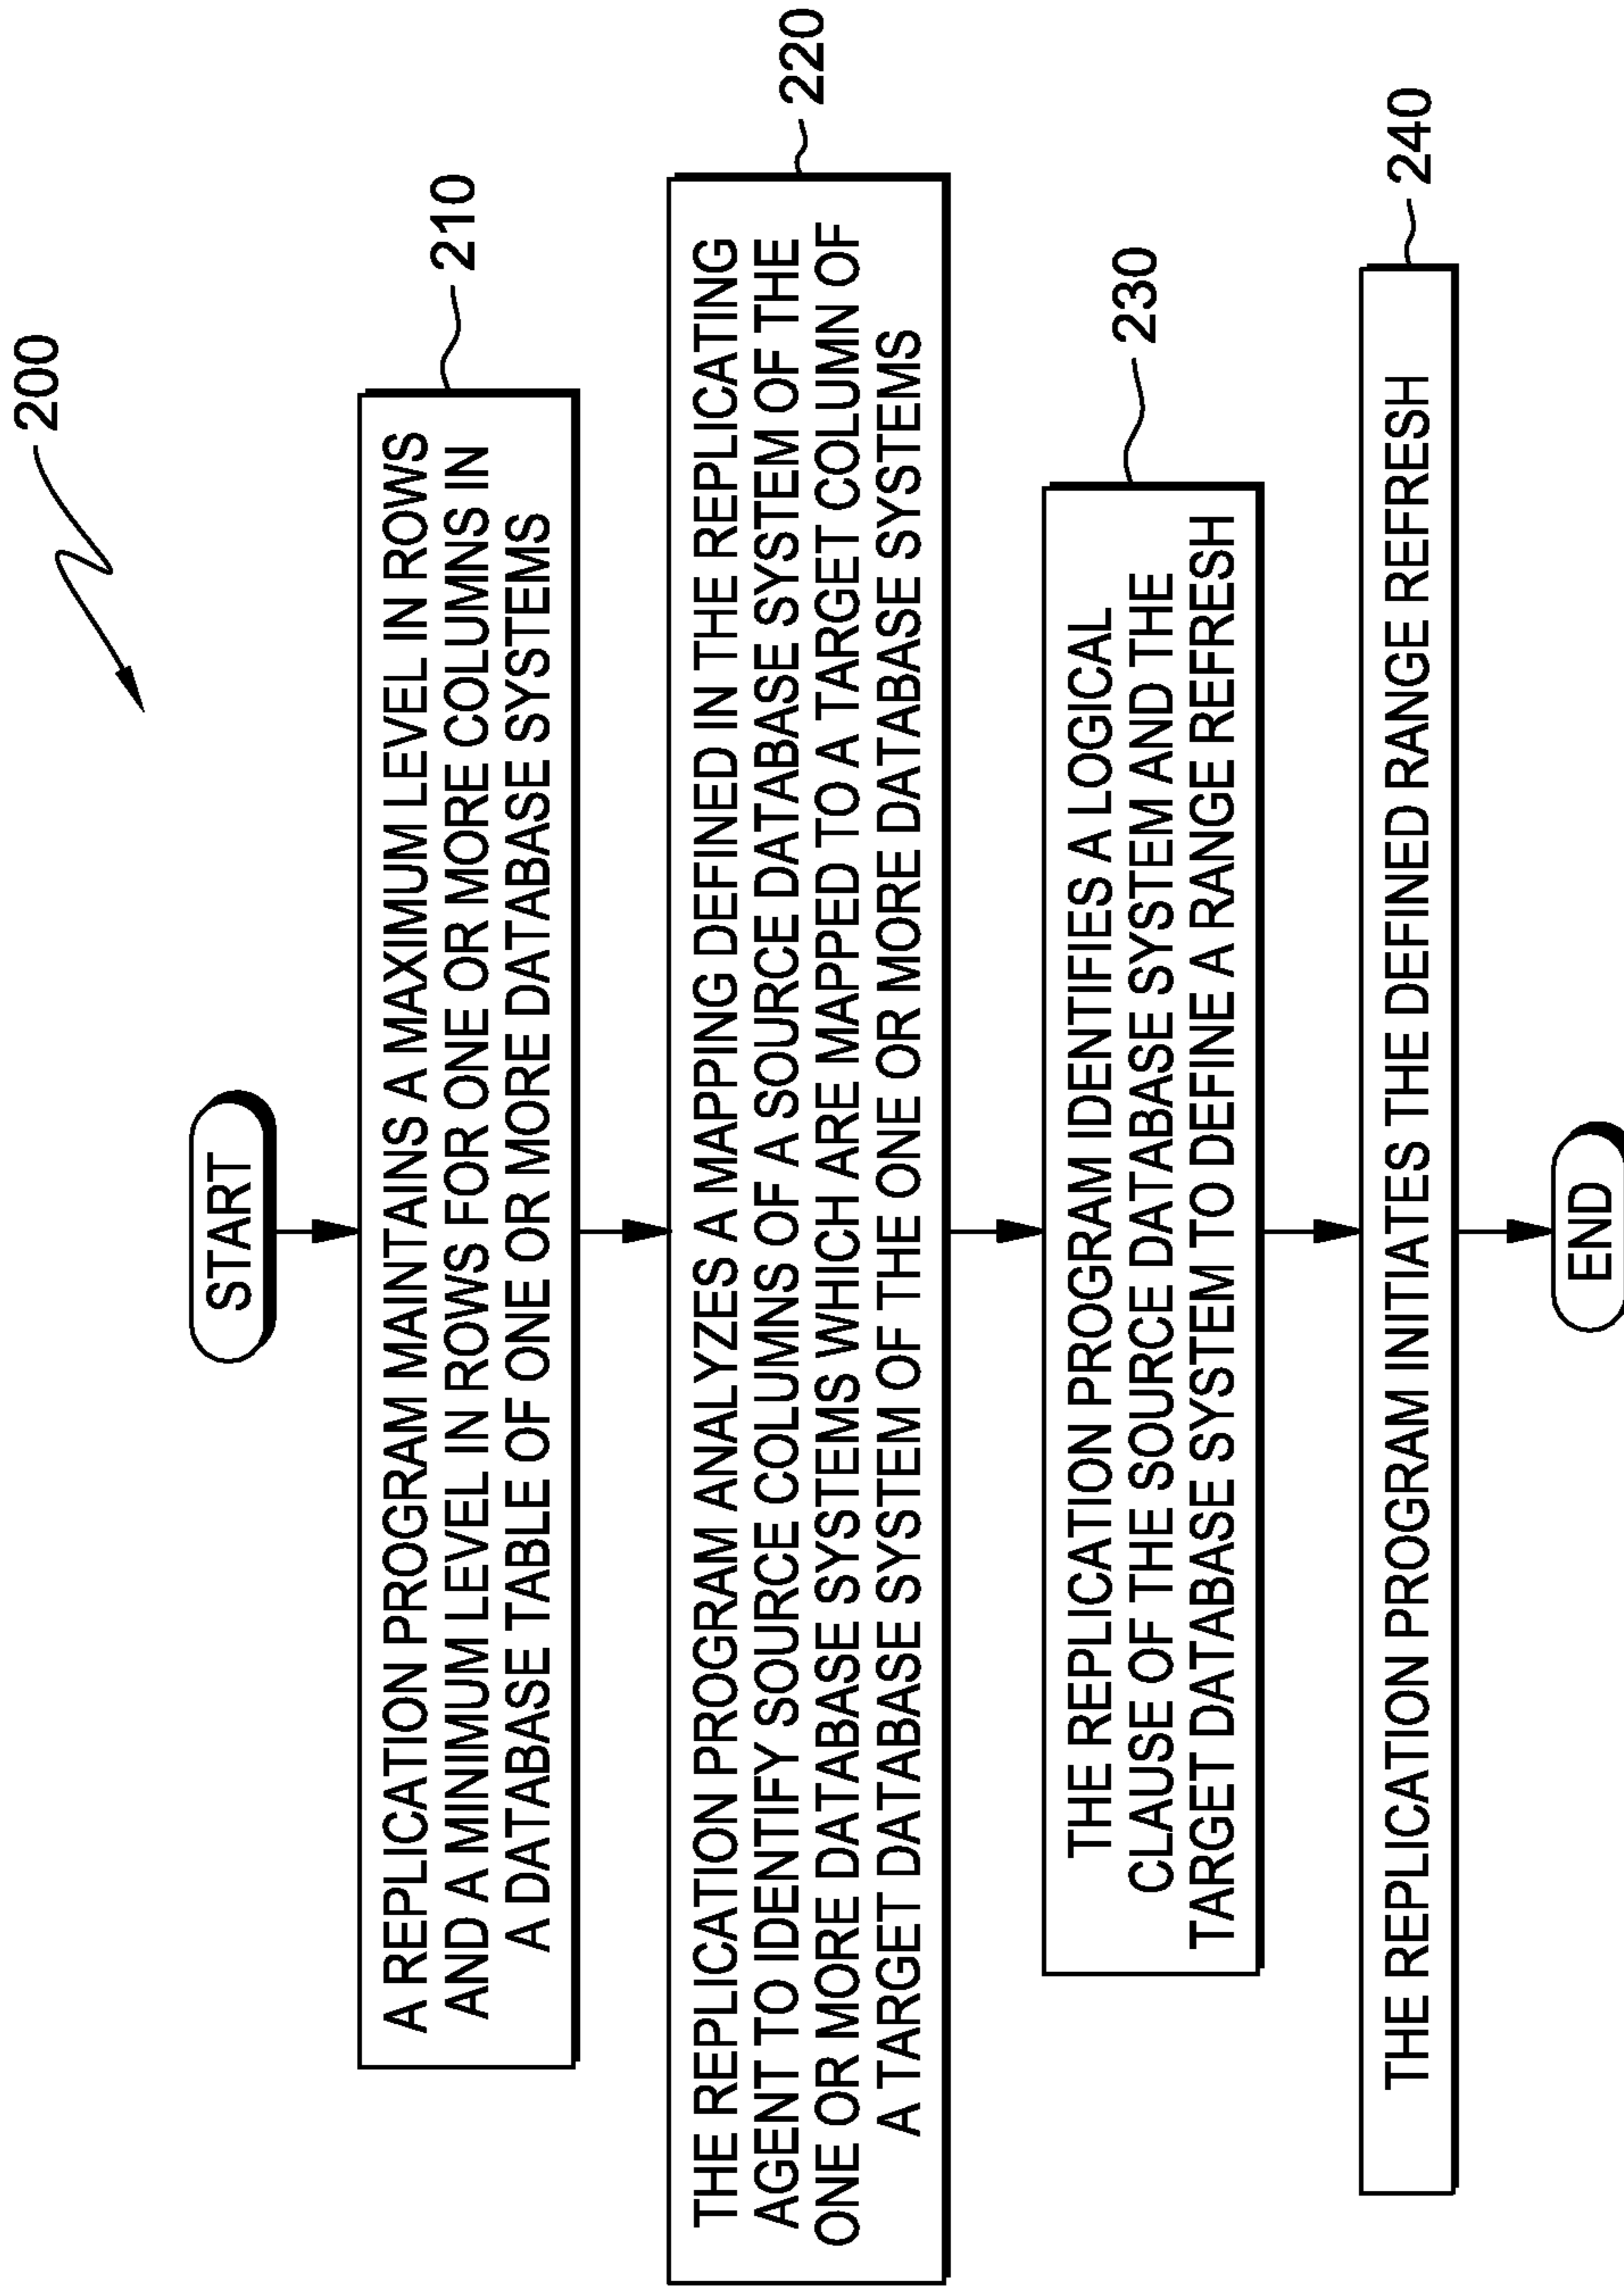 200
START
A REPLICATION PROGRAM MAINTAINS A MAXIMUM LEVEL IN ROWS
AND A MINIMUM LEVEL IN ROWS FOR ONE OR MORE COLUMNS IN
A DATABASE TABLE OF ONE OR MORE DATABASE SYSTEMS
210
THE REPLICATION PROGRAM ANALYZES A MAPPING DEFINED IN THE REPLICATING
AGENT TO IDENTIFY SOURCE COLUMNS OF A SOURCE DATABASE SYSTEM OF THE
ONE OR MORE DATABASE SYSTEMS WHICH ARE MAPPED TO A TARGET COLUMN OF
A TARGET DATABASE SYSTEM OF THE ONE OR MORE DATABASE SYSTEMS
220
THE REPLICATION PROGRAM IDENTIFIES A LOGICAL
CLAUSE OF THE SOURCE DATABASE SYSTEM AND THE
TARGET DATABASE SYSTEM TO DEFINE A RANGE REFRESH
230
THE REPLICATION PROGRAM INITIATES THE DEFINED RANGE REFRESH
240
END